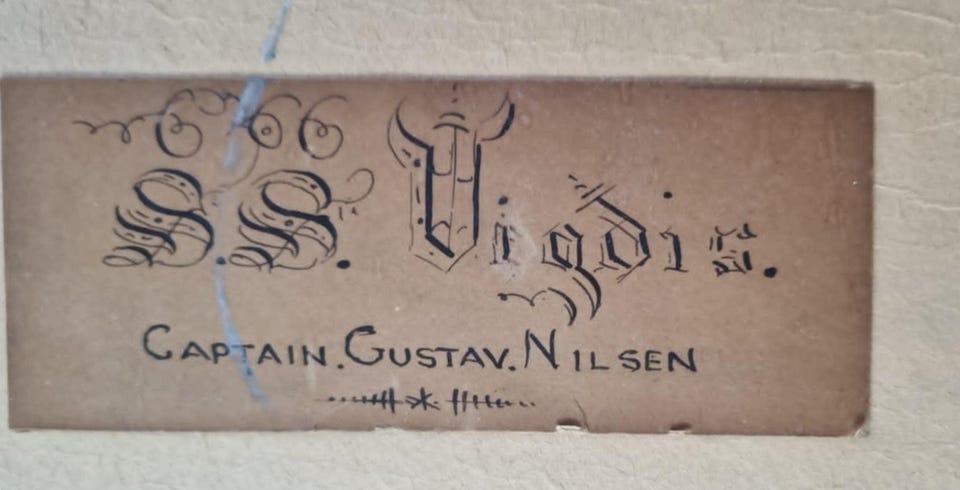 S.S. Vigdis.
CAPTAIN. GUSTAV. NILSEN